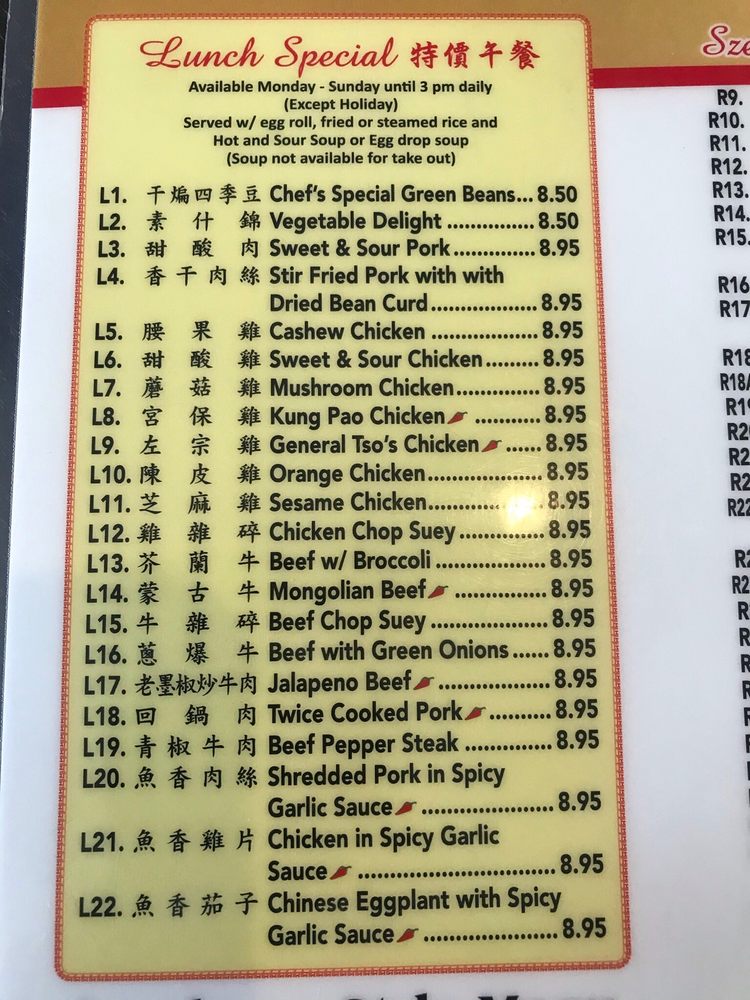 Lunch Special 特價午餐
Available Monday - Sunday until 3 pm daily
(Except Holiday)
Served w/ egg roll, fried or steamed rice and
Hot and Sour Soup or Egg drop soup
(Soup not available for take out)
L1. 干煸四季豆 Chef's Special Green Beans... 8.50
L2. 素什錦 Vegetable Delight ................ 8.50
L3. 甜酸肉 Sweet & Sour Pork ............... 8.95
L4. 香干肉絲 Stir Fried Pork with with
Dried Bean Curd .................... 8.95
L5. 腰果雞 Cashew Chicken .................. 8.95
L6. 甜酸雞 Sweet & Sour Chicken .......... 8.95
L7. 蘑菇雞 Mushroom Chicken ............... 8.95
L8. 宮保雞 Kung Pao Chicken ............ 8.95
L9. 左宗雞 General Tso's Chicken ...... 8.95
L10. 陳皮雞 Orange Chicken ................... 8.95
L11. 芝麻雞 Sesame Chicken ................... 8.95
L12. 雞雜碎 Chicken Chop Suey .............. 8.95
L13. 芥蘭牛 Beef w/ Broccoli .................. 8.95
L14. 蒙古牛 Mongolian Beef ............... 8.95
L15. 牛雜碎 Beef Chop Suey ................... 8.95
L16. 蔥爆牛 Beef with Green Onions ...... 8.95
L17. 老墨椒炒牛肉 Jalapeno Beef ................... 8.95
L18. 回鍋肉 Twice Cooked Pork ........... 8.95
L19. 青椒牛肉 Beef Pepper Steak .............. 8.95
L20. 魚香肉絲 Shredded Pork in Spicy
Garlic Sauce ...................... 8.95
L21. 魚香雞片 Chicken in Spicy Garlic
Sauce ................................. 8.95
L22. 魚香茄子 Chinese Eggplant with Spicy
Garlic Sauce ...................... 8.95
R9.
R10.
R11.
R12.
R13.
R14.
R15.
R16
R17